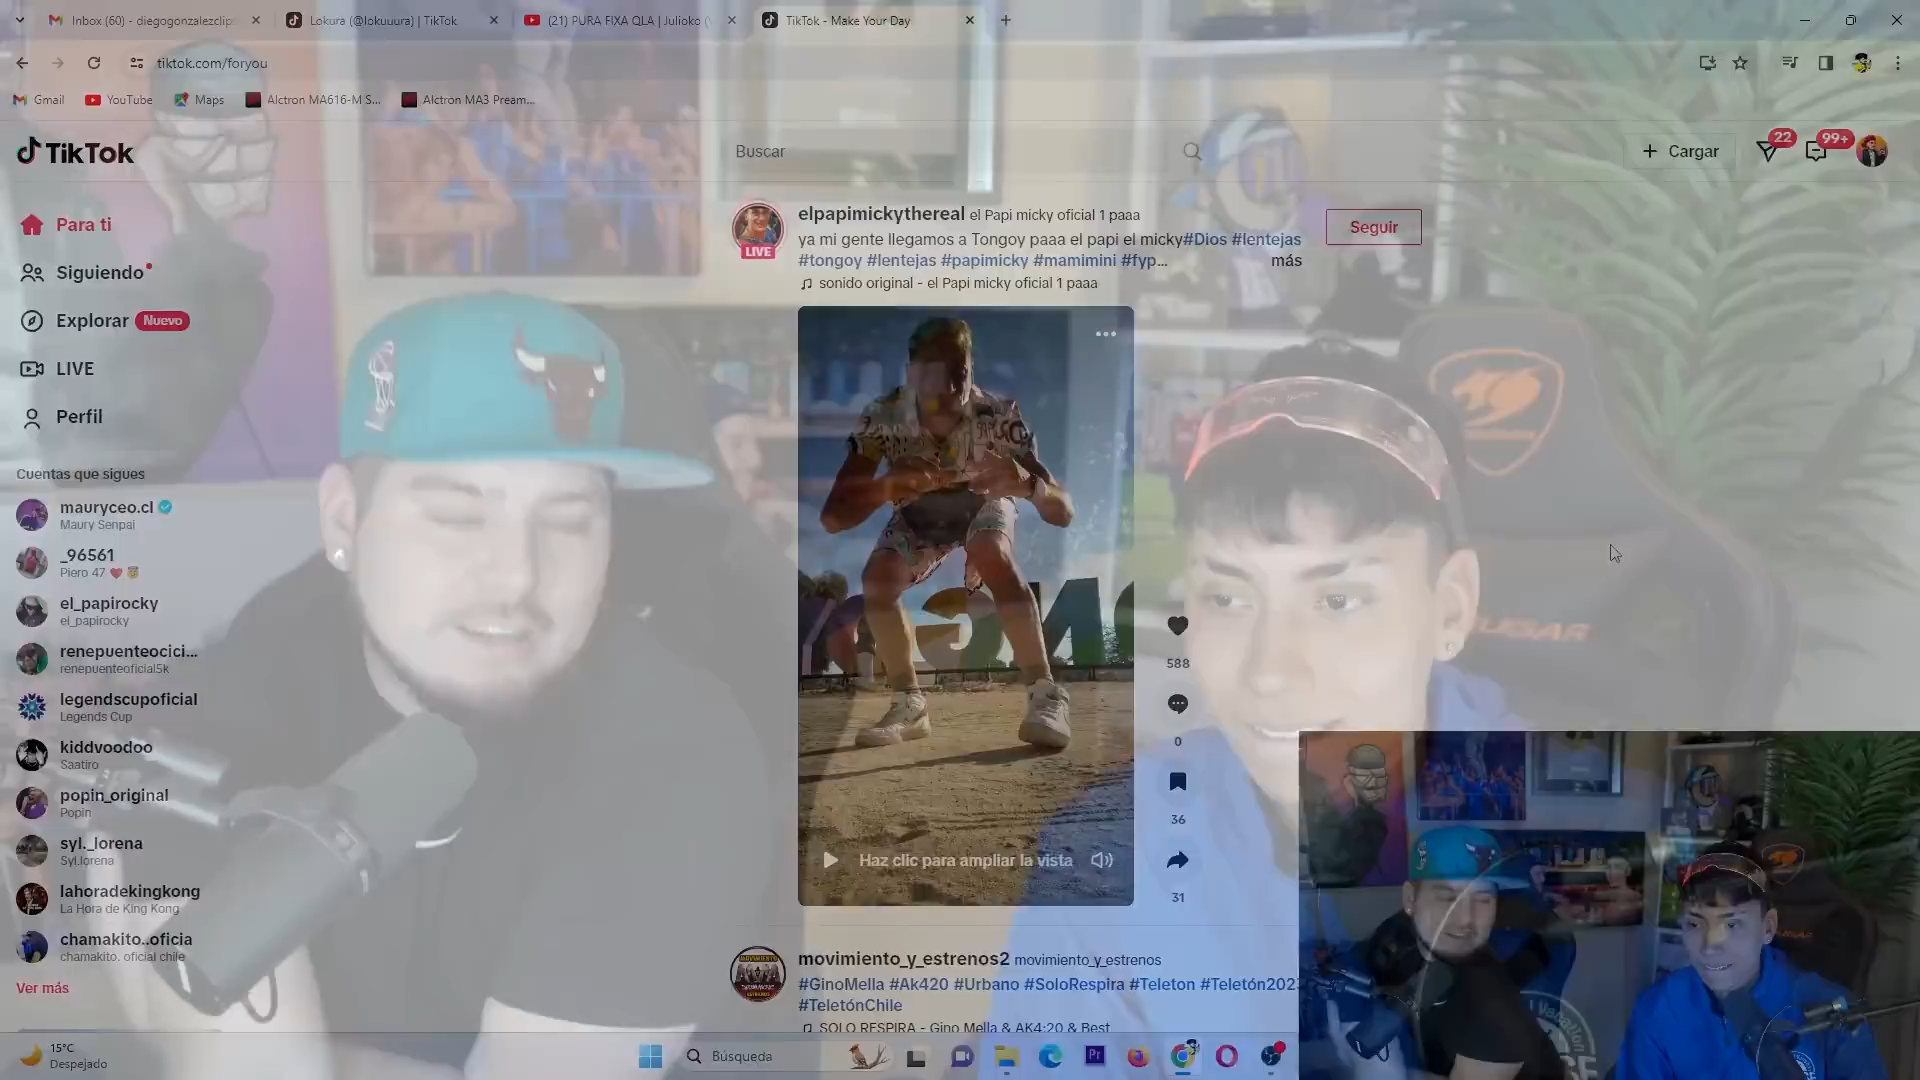 Inbox (60) - diegogonzalezclips
Lokura (@lokuuura) | TikTok
(21) PURA FIXA QLA | Julioko (
TikTok - Make Your Day
tiktok.com/foryou
Gmail
YouTube
Maps
Alctron MA616-M S...
Alctron MA3 Pream...
TikTok
Buscar
Cargar
22
99+
Para ti
Siguiendo
Explorar Nuevo
LIVE
Perfil
Cuentas que sigues
mauryceo.cl
Maury Senpai
_96561
Piero 47
el_papirocky
el_papirocky
renepuenteocici...
renepuenteoficial5k
legendscupoficial
Legends Cup
kiddvoodoo
Saatiro
popin_original
Popin
syl._lorena
Syl.lorena
lahoradekingkong
La Hora de King Kong
chamakito..oficia
chamakito. oficial chile
Ver más
elpapimickythereal el Papi micky oficial 1 paaa
LIVE
ya mi gente llegamos a Tongoy paaa el papi el micky#Dios #lentejas
#tongoy #lentejas #papimicky #mamimini #fyp... más
sonido original - el Papi micky oficial 1 paaa
Seguir
Haz clic para ampliar la vista
588
0
36
31
movimiento_y_estrenos2 movimiento_y_estrenos
#GinoMella #Ak420 #Urbano #SoloRespira #Teleton #Teletón2023
#TeletónChile
SOLO RESPIRA - Gino Mella & AK4:20 & Best
15°C
Despejado
Búsqueda